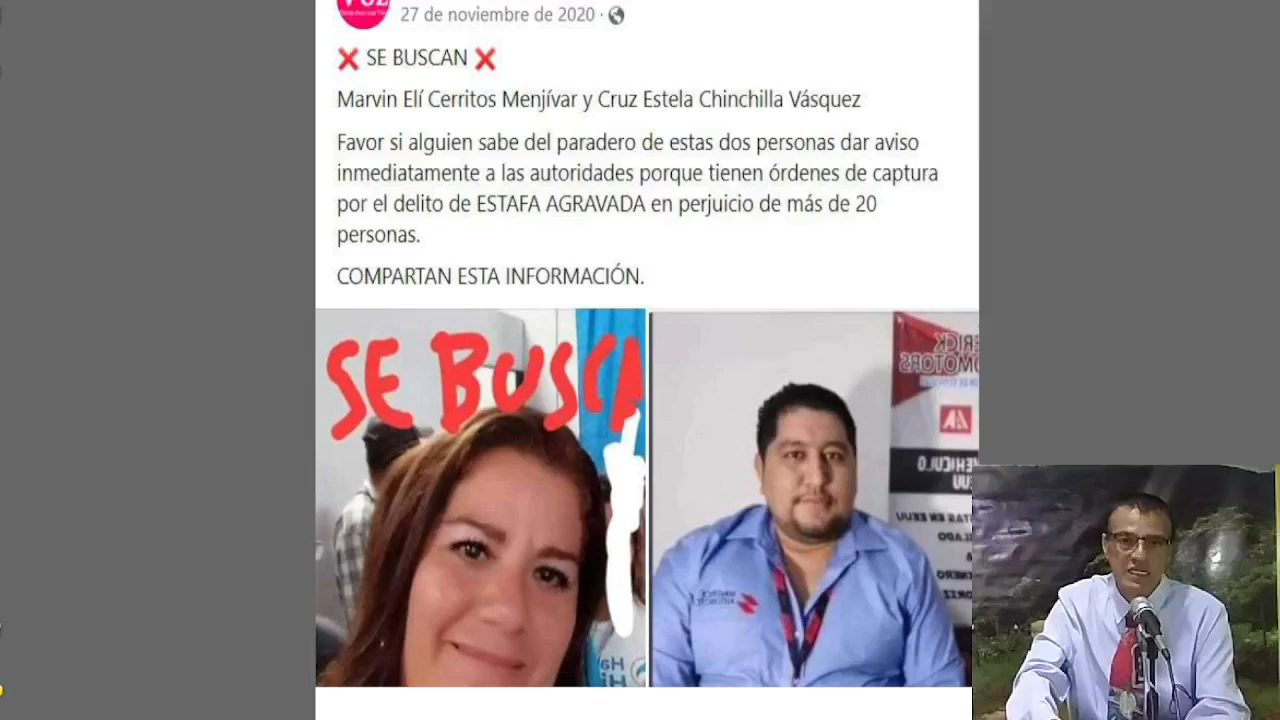 27 de noviembre de 2020 ·
❌ SE BUSCAN ❌
Marvin Elí Cerritos Menjívar y Cruz Estela Chinchilla Vásquez
Favor si alguien sabe del paradero de estas dos personas dar aviso
inmediatamente a las autoridades porque tienen órdenes de captura
por el delito de ESTAFA AGRAVADA en perjuicio de más de 20
personas.
COMPARTAN ESTA INFORMACIÓN.
SE BUSCA